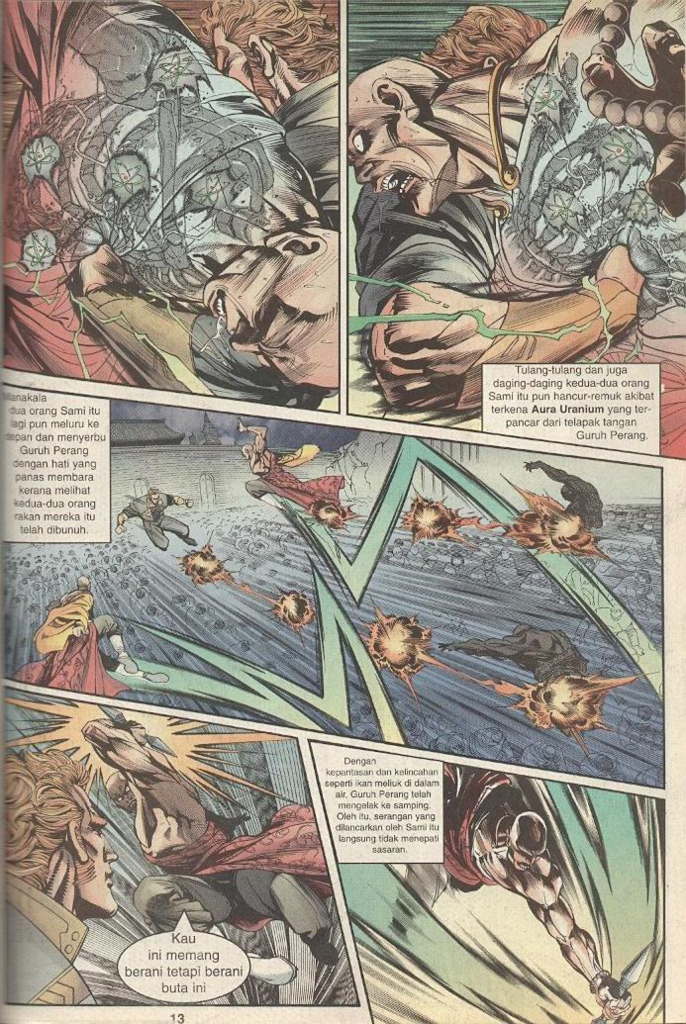 Tulang-tulang dan juga
daging-daging kedua-dua orang
Sami itu pun hancur-remuk akibat
terkena Aura Uranium yang ter-
pancar dari telapak tangan
Guruh Perang.
Manakala
dua orang Sami itu
lagi pun meluru ke
depan dan menyerbu
Guruh Perang
dengan hati yang
panas membara
kerana melihat
kedua-dua orang
rakan mereka itu
telah dibunuh.
Dengan
kepantasan dan kelincahan
seperti ikan meliuk di dalam
air, Guruh Perang telah
mengelak ke samping.
Oleh itu, serangan yang
dilancarkan oleh Sami itu
langsung tidak menepati
sasaran.
Kau
ini memang
berani tetapi berani
buta ini
13